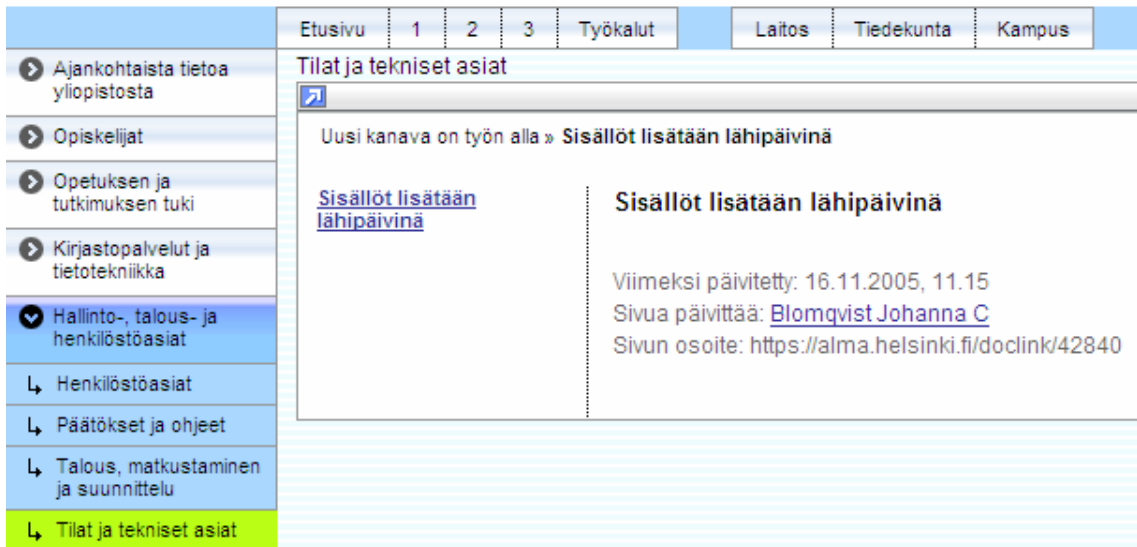 Etusivu 1 2 3 Työkalut Laitos Tiedekunta Kampus
Ajankohtaista tietoa
yliopistosta
Opiskelijat
Opetuksen ja
tutkimuksen tuki
Kirjastopalvelut ja
tietotekniikka
Hallinto-, talous- ja
henkilöstöasiat
Henkilöstöasiat
Päätökset ja ohjeet
Talous, matkustaminen
ja suunnittelu
Tilat ja tekniset asiat
Tilat ja tekniset asiat
Uusi kanava on työn alla » Sisällöt lisätään lähipäivinä
Sisällöt lisätään
lähipäivinä
Sisällöt lisätään lähipäivinä
Viimeksi päivitetty: 16.11.2005, 11.15
Sivua päivittää: Blomqvist Johanna C
Sivun osoite: https://alma.helsinki.fi/doclink/42840